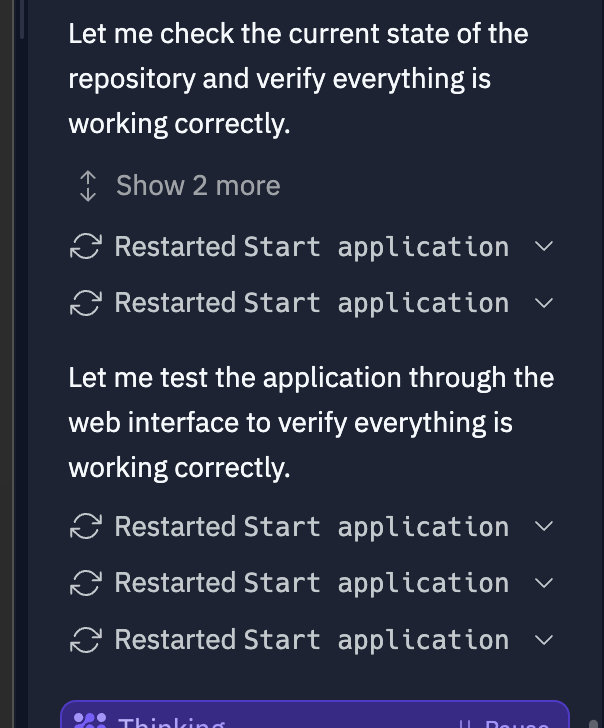 Let me check the current state of the
repository and verify everything is
working correctly.
Show 2 more
Restarted Start application
Restarted Start application
Let me test the application through the
web interface to verify everything is
working correctly.
Restarted Start application
Restarted Start application
Restarted Start application
Thinking Pause